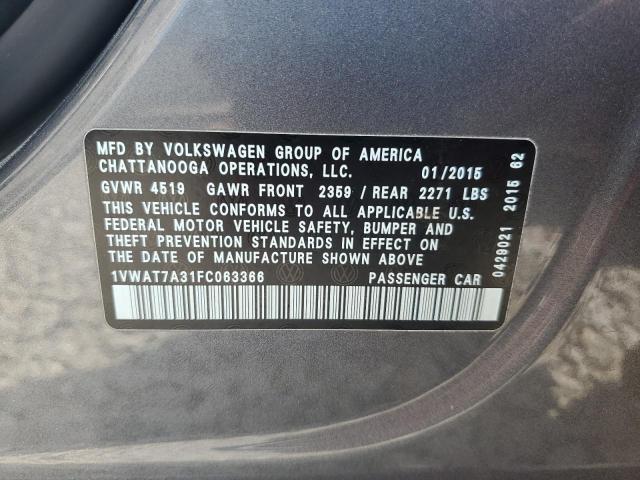 MFD BY VOLKSWAGEN GROUP OF AMERICA
CHATTANOOGA OPERATIONS, LLC. 01/2015
GVWR 4519 GAWR FRONT 2359 / REAR 2271 LBS
THIS VEHICLE CONFORMS TO ALL APPLICABLE U.S.
FEDERAL MOTOR VEHICLE SAFETY, BUMPER AND
THEFT PREVENTION STANDARDS IN EFFECT ON
THE DATE OF MANUFACTURE SHOWN ABOVE
1VWAT7A31FC063366 PASSENGER CAR
0429021 2015 62